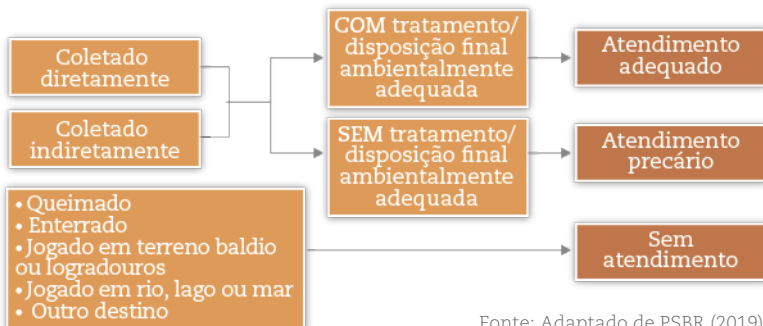 Coletado
diretamente
Coletado
indiretamente
COM tratamento/
disposição final
ambientalmente
adequada
SEM tratamento/
disposição final
ambientalmente
adequada
Atendimento
adequado
Atendimento
precário
• Queimado
• Enterrado
• Jogado em terreno baldio
ou logradouros
• Jogado em rio, lago ou mar
• Outro destino
Sem
atendimento
Fonte: Adaptado de PSBR (2019)